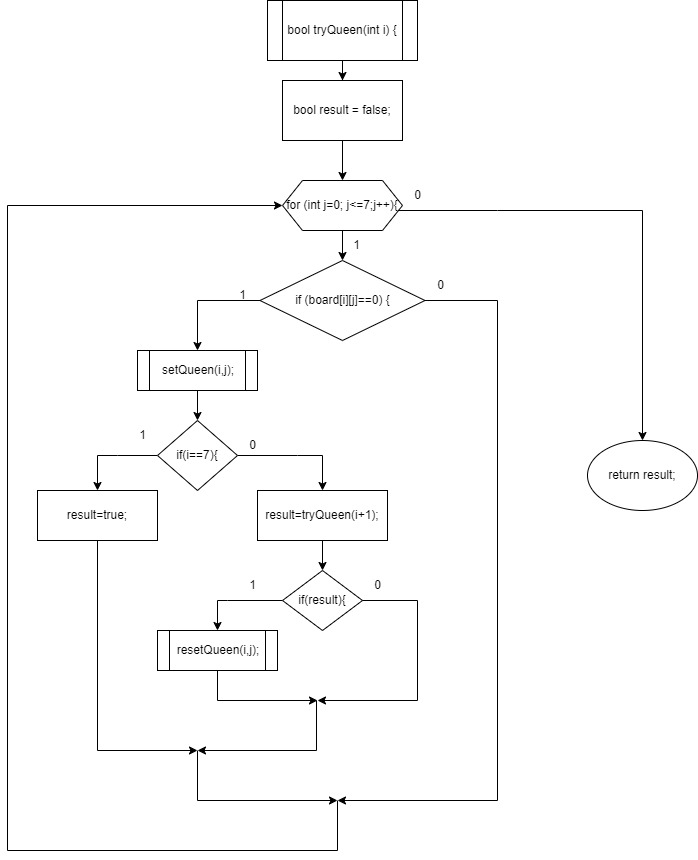 bool tryQueen(int i) {
bool result = false;
for (int j=0; j<=7;j++){
0
1
if (board[i][j]==0) {
1
0
setQueen(i,j);
if(i==7){
1
0
result=true;
result=tryQueen(i+1);
return result;
if(result){
1
0
resetQueen(i,j);